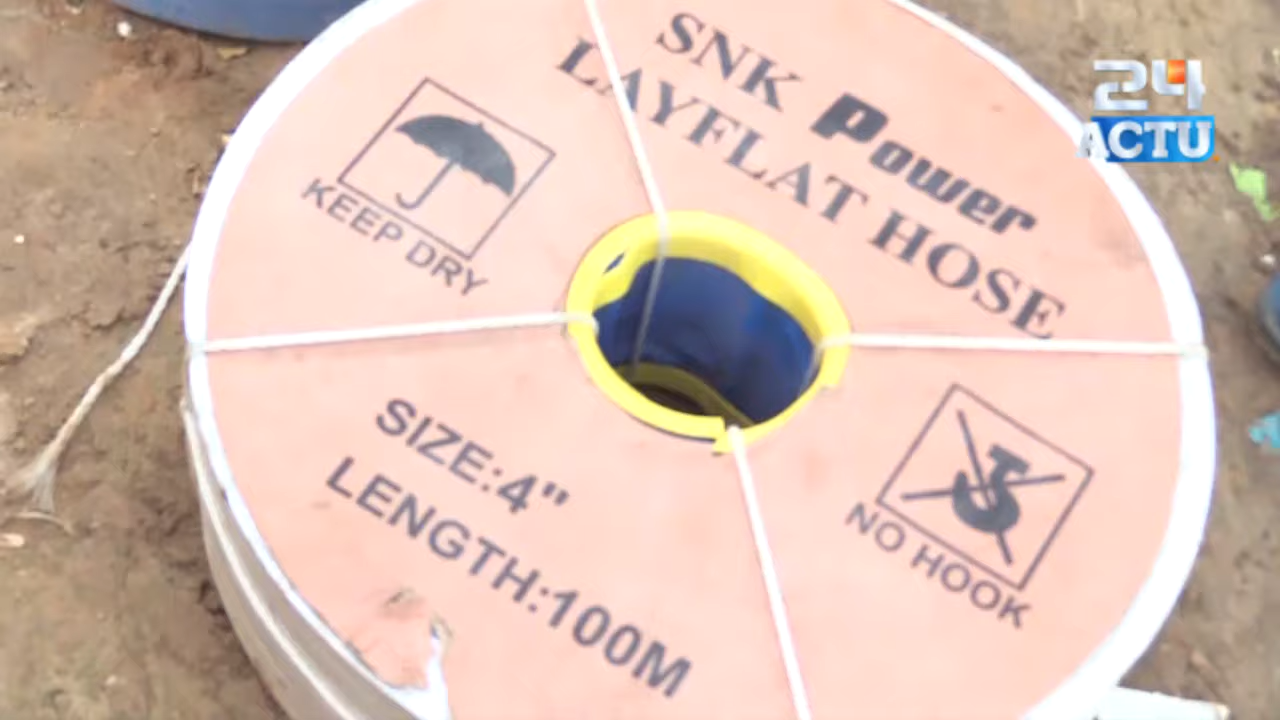 SNK Power
LAYFLAT HOSE
KEEP DRY
SIZE:4"
LENGTH:100M
NO HOOK
24
ACTU